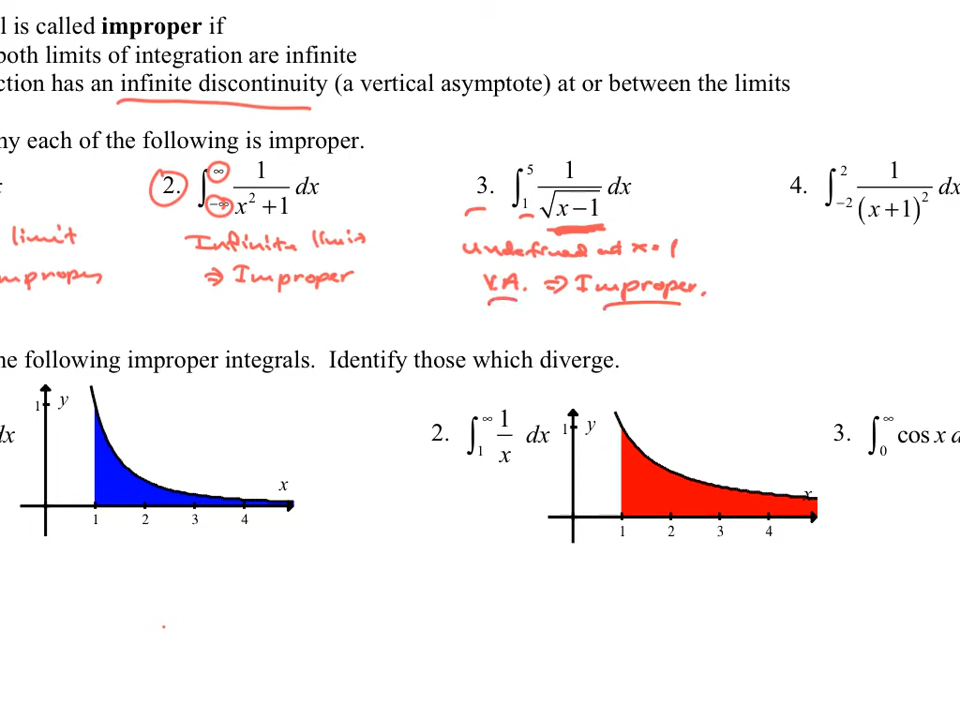 l is called improper if
both limits of integration are infinite
ction has an infinite discontinuity (a vertical asymptote) at or between the limits
hy each of the following is improper.
2. ∫_{-∞}^{∞} 1/(x² + 1) dx
3. ∫_1^5 1/√(x − 1) dx
4. ∫_{-2}^2 1/(x + 1)² dx
limit
Infinite limits
undefined at x = 1
improper
⇒ Improper
V.A. ⇒ Improper.
he following improper integrals. Identify those which diverge.
dx
1 y
x
1 2 3 4
2. ∫_1^∞ 1/x dx
1 y
x
1 2 3 4
3. ∫_0^∞ cos x d